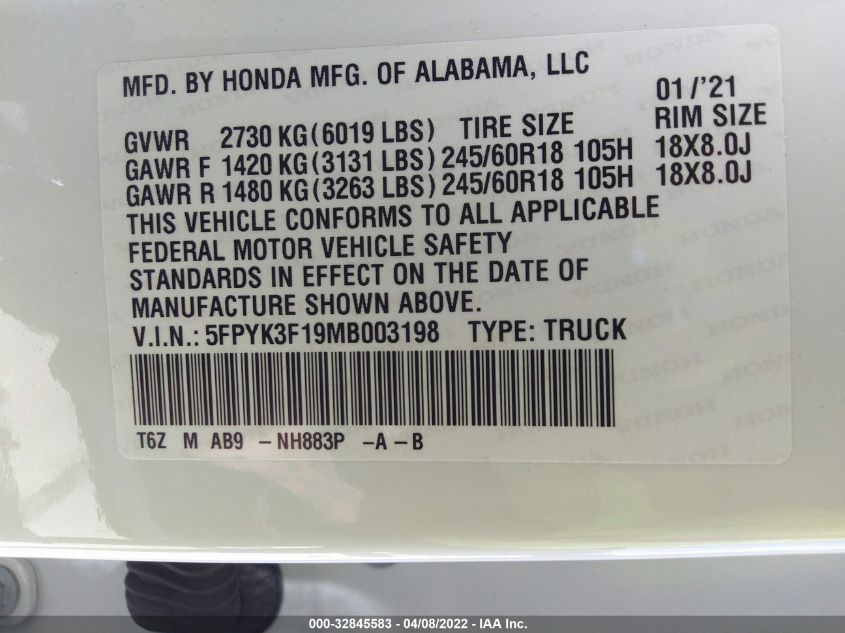 MFD. BY HONDA MFG. OF ALABAMA, LLC
01/'21
GVWR 2730 KG(6019 LBS) TIRE SIZE RIM SIZE
GAWR F 1420 KG(3131 LBS) 245/60R18 105H 18X8.0J
GAWR R 1480 KG(3263 LBS) 245/60R18 105H 18X8.0J
THIS VEHICLE CONFORMS TO ALL APPLICABLE
FEDERAL MOTOR VEHICLE SAFETY
STANDARDS IN EFFECT ON THE DATE OF
MANUFACTURE SHOWN ABOVE.
V.I.N.: 5FPYK3F19MB003198 TYPE: TRUCK
T6Z M AB9 -NH883P -A-B
000-32845583 - 04/08/2022 - IAA Inc.